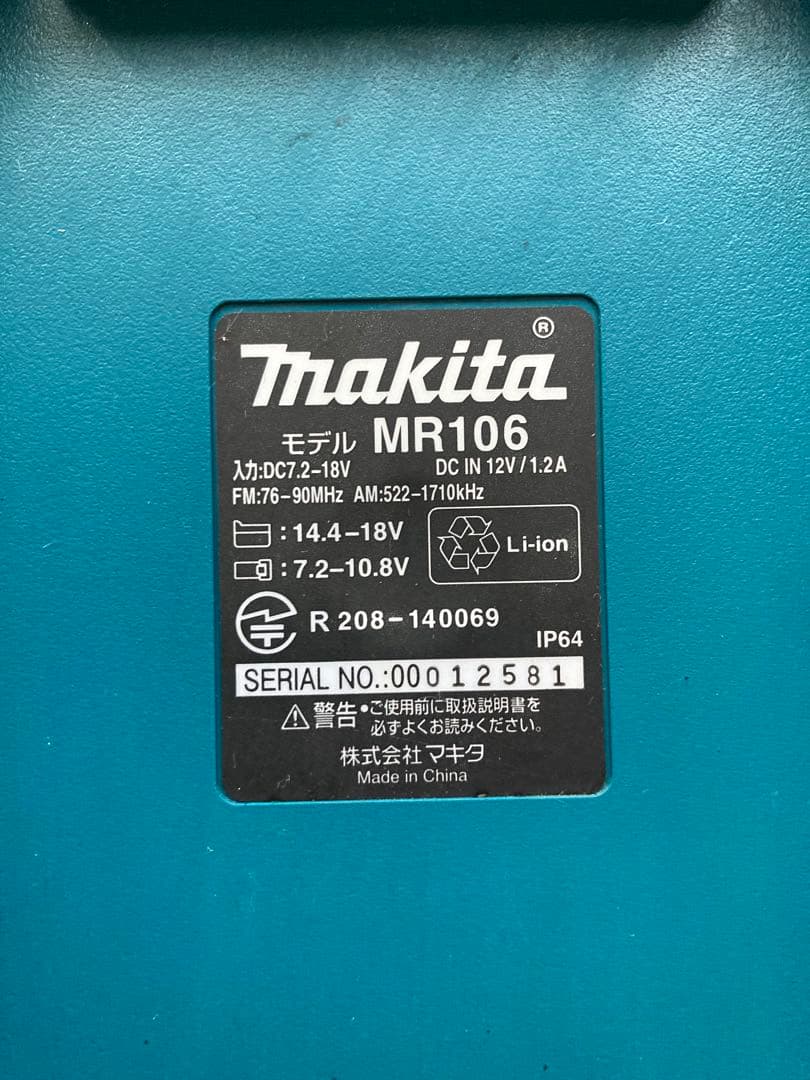 makita®
モデル MR106
入力:DC7.2-18V DC IN 12V/1.2A
FM:76-90MHz AM:522-1710kHz
:14.4-18V
:7.2-10.8V
Li-ion
R 208-140069
IP64
SERIAL NO.:00012581
警告•ご使用前に取扱説明書を
必ずよくお読みください。
株式会社マキタ
Made in China